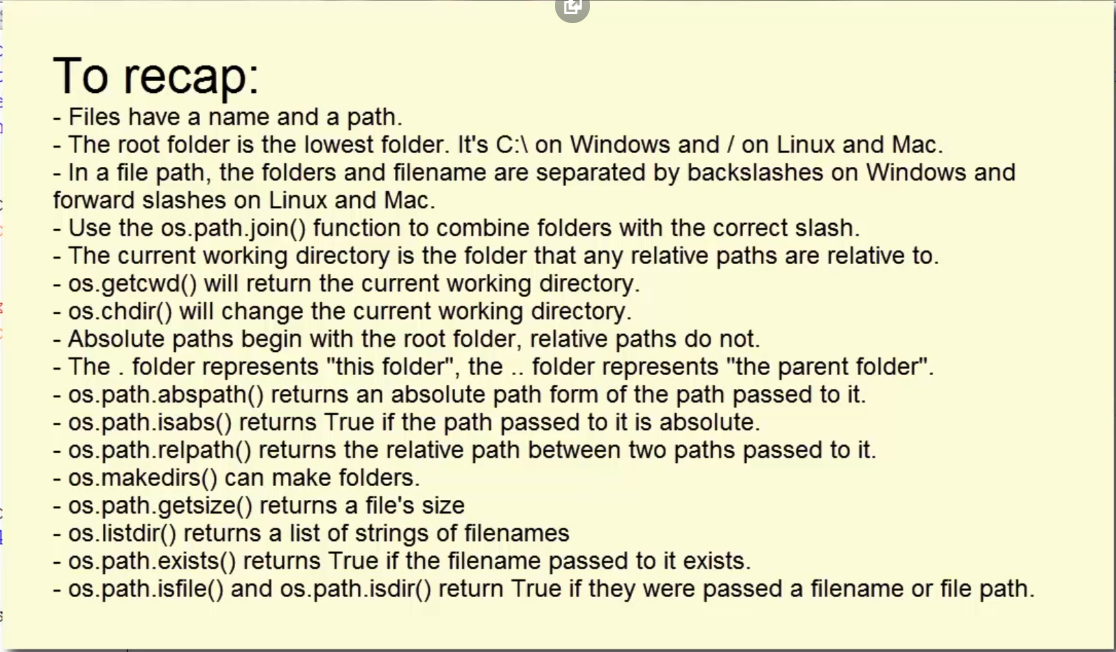 To recap:
- Files have a name and a path.
- The root folder is the lowest folder. It's C:\ on Windows and / on Linux and Mac.
- In a file path, the folders and filename are separated by backslashes on Windows and
forward slashes on Linux and Mac.
- Use the os.path.join() function to combine folders with the correct slash.
- The current working directory is the folder that any relative paths are relative to.
- os.getcwd() will return the current working directory.
- os.chdir() will change the current working directory.
- Absolute paths begin with the root folder, relative paths do not.
- The . folder represents "this folder", the .. folder represents "the parent folder".
- os.path.abspath() returns an absolute path form of the path passed to it.
- os.path.isabs() returns True if the path passed to it is absolute.
- os.path.relpath() returns the relative path between two paths passed to it.
- os.makedirs() can make folders.
- os.path.getsize() returns a file's size
- os.listdir() returns a list of strings of filenames
- os.path.exists() returns True if the filename passed to it exists.
- os.path.isfile() and os.path.isdir() return True if they were passed a filename or file path.